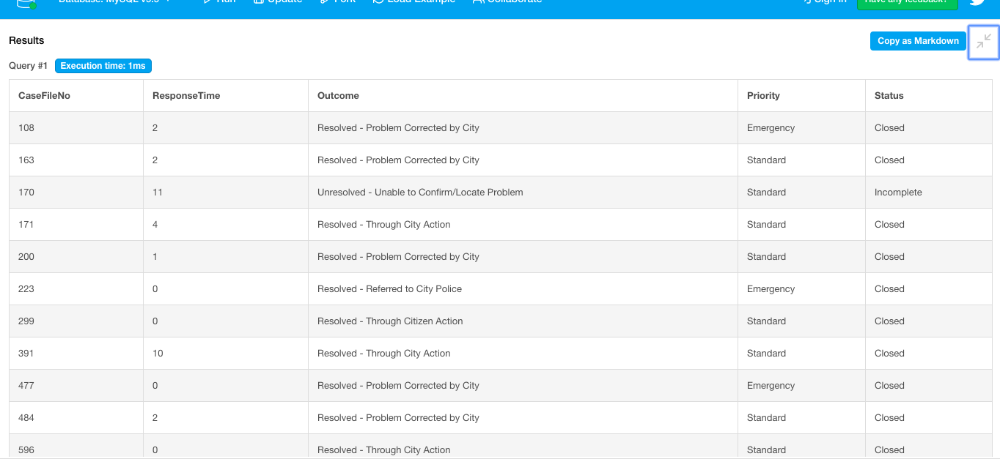 Database: MySQL v5.5 Run Update Fork Load Example Collaborate Sign in Have any feedback?
Results Copy as Markdown
Query #1 Execution time: 1ms
CaseFileNo ResponseTime Outcome Priority Status
108 2 Resolved - Problem Corrected by City Emergency Closed
163 2 Resolved - Problem Corrected by City Standard Closed
170 11 Unresolved - Unable to Confirm/Locate Problem Standard Incomplete
171 4 Resolved - Through City Action Standard Closed
200 1 Resolved - Problem Corrected by City Standard Closed
223 0 Resolved - Referred to City Police Emergency Closed
299 0 Resolved - Through Citizen Action Standard Closed
391 10 Resolved - Through City Action Standard Closed
477 0 Resolved - Problem Corrected by City Emergency Closed
484 2 Resolved - Problem Corrected by City Standard Closed
596 0 Resolved - Through City Action Standard Closed